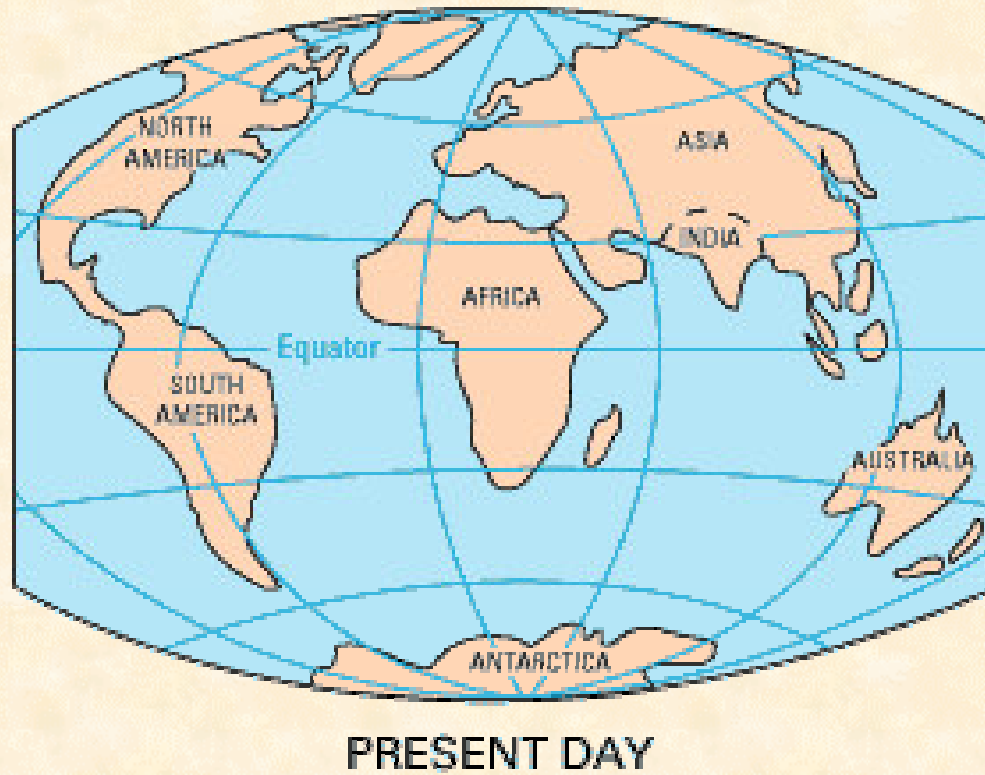 NORTH
AMERICA
ASIA
INDIA
AFRICA
Equator
SOUTH
AMERICA
AUSTRALIA
ANTARCTICA
PRESENT DAY